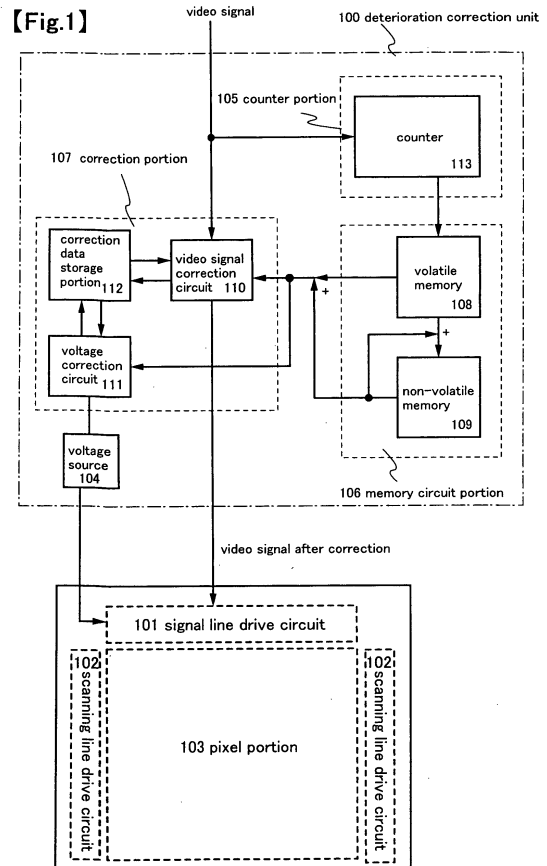 【Fig.1】
video signal
100 deterioration correction unit
105 counter portion
counter
113
107 correction portion
correction
data
storage
portion
112
video signal
correction
circuit
110
volatile
memory
108
+
+
voltage
correction
circuit
111
non-volatile
memory
109
voltage
source
104
106 memory circuit portion
video signal after correction
101 signal line drive circuit
102
scanning line drive circuit
103 pixel portion
102
scanning line drive circuit